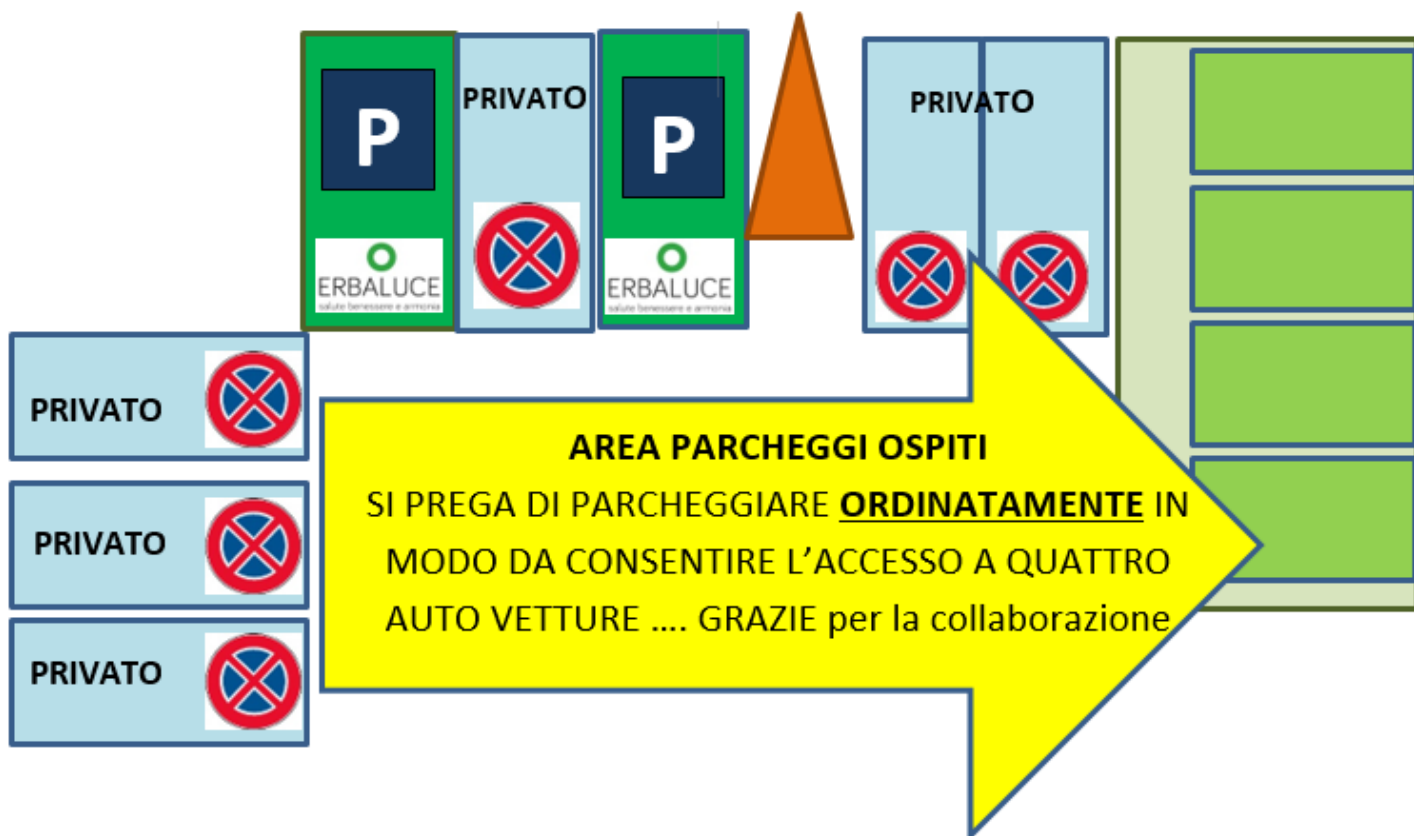 P
PRIVATO
P
PRIVATO
ERBALUCE
salute benessere e armonia
ERBALUCE
salute benessere e armonia
PRIVATO
PRIVATO
PRIVATO
AREA PARCHEGGI OSPITI
SI PREGA DI PARCHEGGIARE ORDINATAMENTE IN
MODO DA CONSENTIRE L’ACCESSO A QUATTRO
AUTO VETTURE .... GRAZIE per la collaborazione